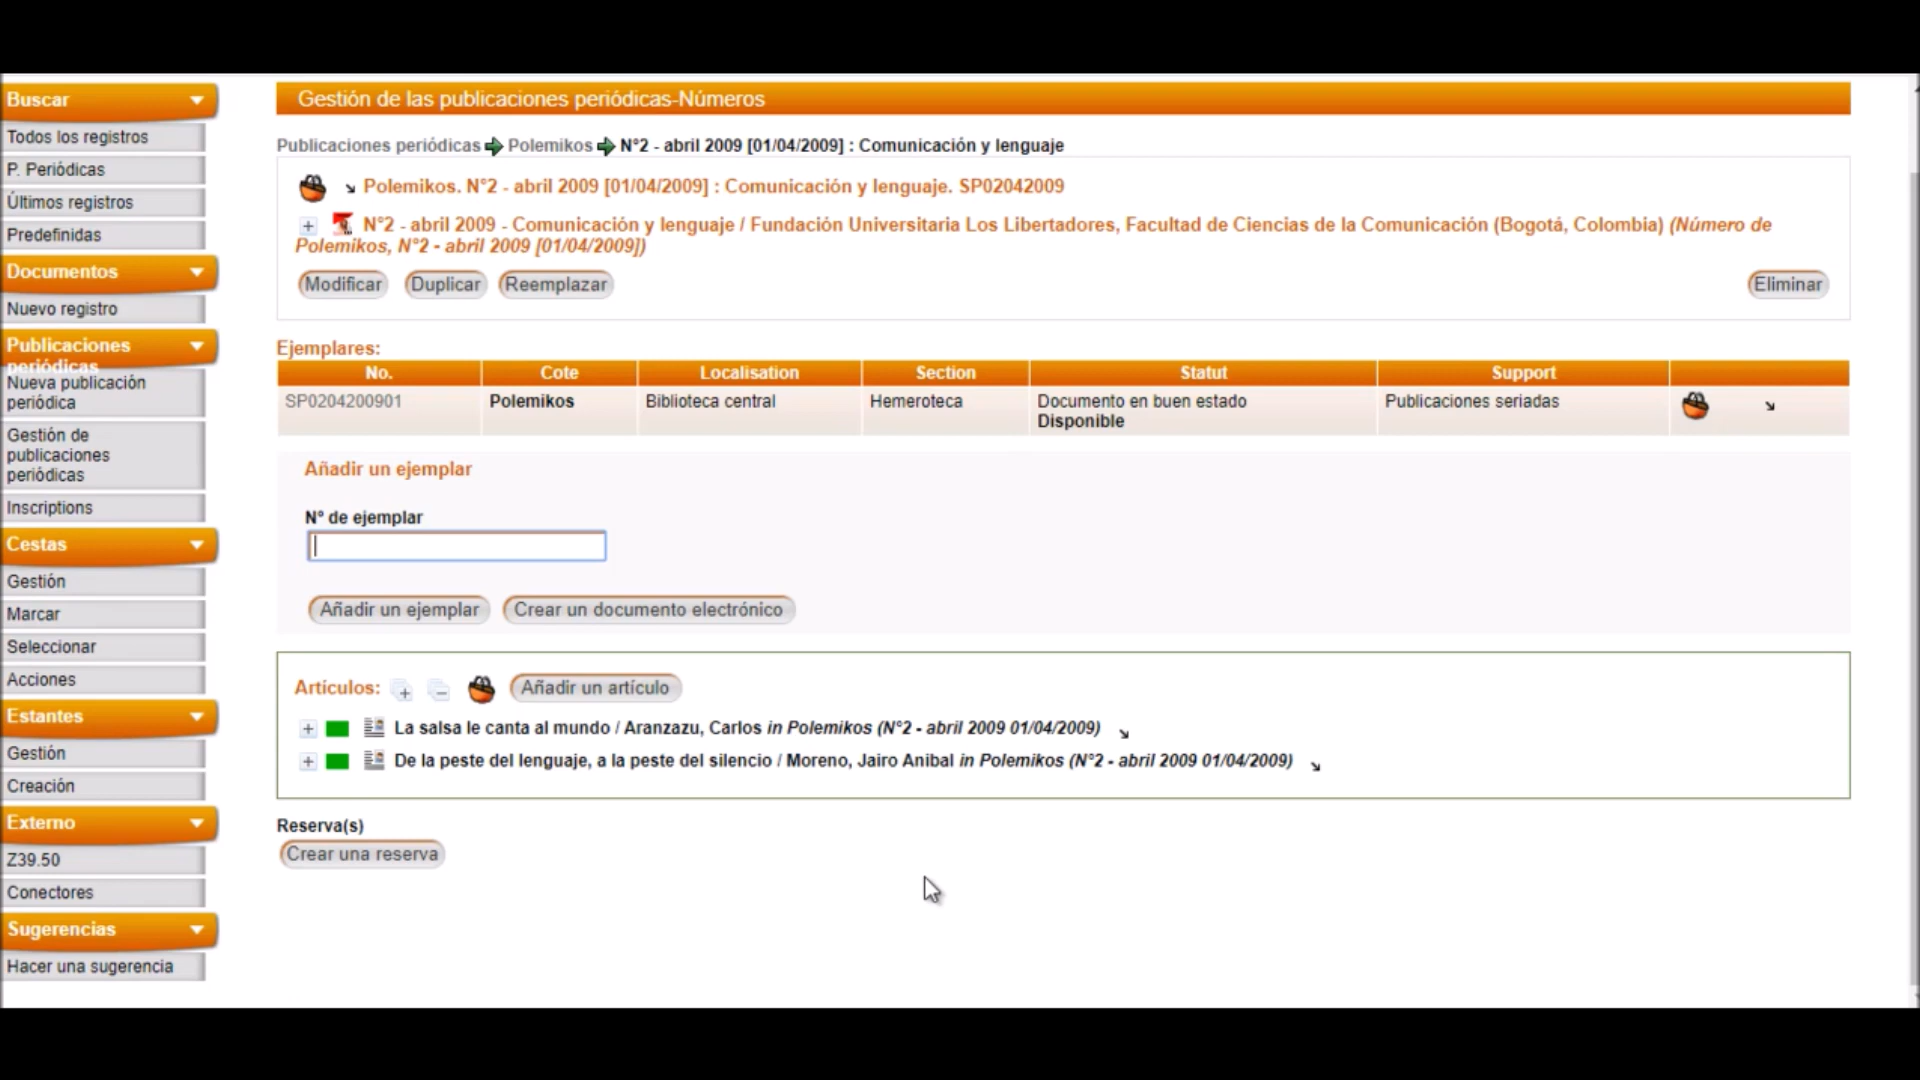 Buscar
Todos los registros
P. Periódicas
Últimos registros
Predefinidas
Documentos
Nuevo registro
Publicaciones
periódicas
Nueva publicación
periódica
Gestión de
publicaciones
periódicas
Inscriptions
Cestas
Gestión
Marcar
Seleccionar
Acciones
Estantes
Gestión
Creación
Externo
Z39.50
Conectores
Sugerencias
Hacer una sugerencia
Gestión de las publicaciones periódicas-Números
Publicaciones periódicas Polemikos N°2 - abril 2009 [01/04/2009] : Comunicación y lenguaje
Polemikos. N°2 - abril 2009 [01/04/2009] : Comunicación y lenguaje. SP02042009
N°2 - abril 2009 - Comunicación y lenguaje / Fundación Universitaria Los Libertadores, Facultad de Ciencias de la Comunicación (Bogotá, Colombia) (Número de
Polemikos, N°2 - abril 2009 [01/04/2009])
Modificar Duplicar Reemplazar Eliminar
Ejemplares:
No. Cote Localisation Section Statut Support
SP0204200901 Polemikos Biblioteca central Hemeroteca Documento en buen estado Publicaciones seriadas
Disponible
Añadir un ejemplar
Nº de ejemplar
Añadir un ejemplar Crear un documento electrónico
Artículos: Añadir un artículo
La salsa le canta al mundo / Aranzazu, Carlos in Polemikos (N°2 - abril 2009 01/04/2009)
De la peste del lenguaje, a la peste del silencio / Moreno, Jairo Anibal in Polemikos (N°2 - abril 2009 01/04/2009)
Reserva(s)
Crear una reserva